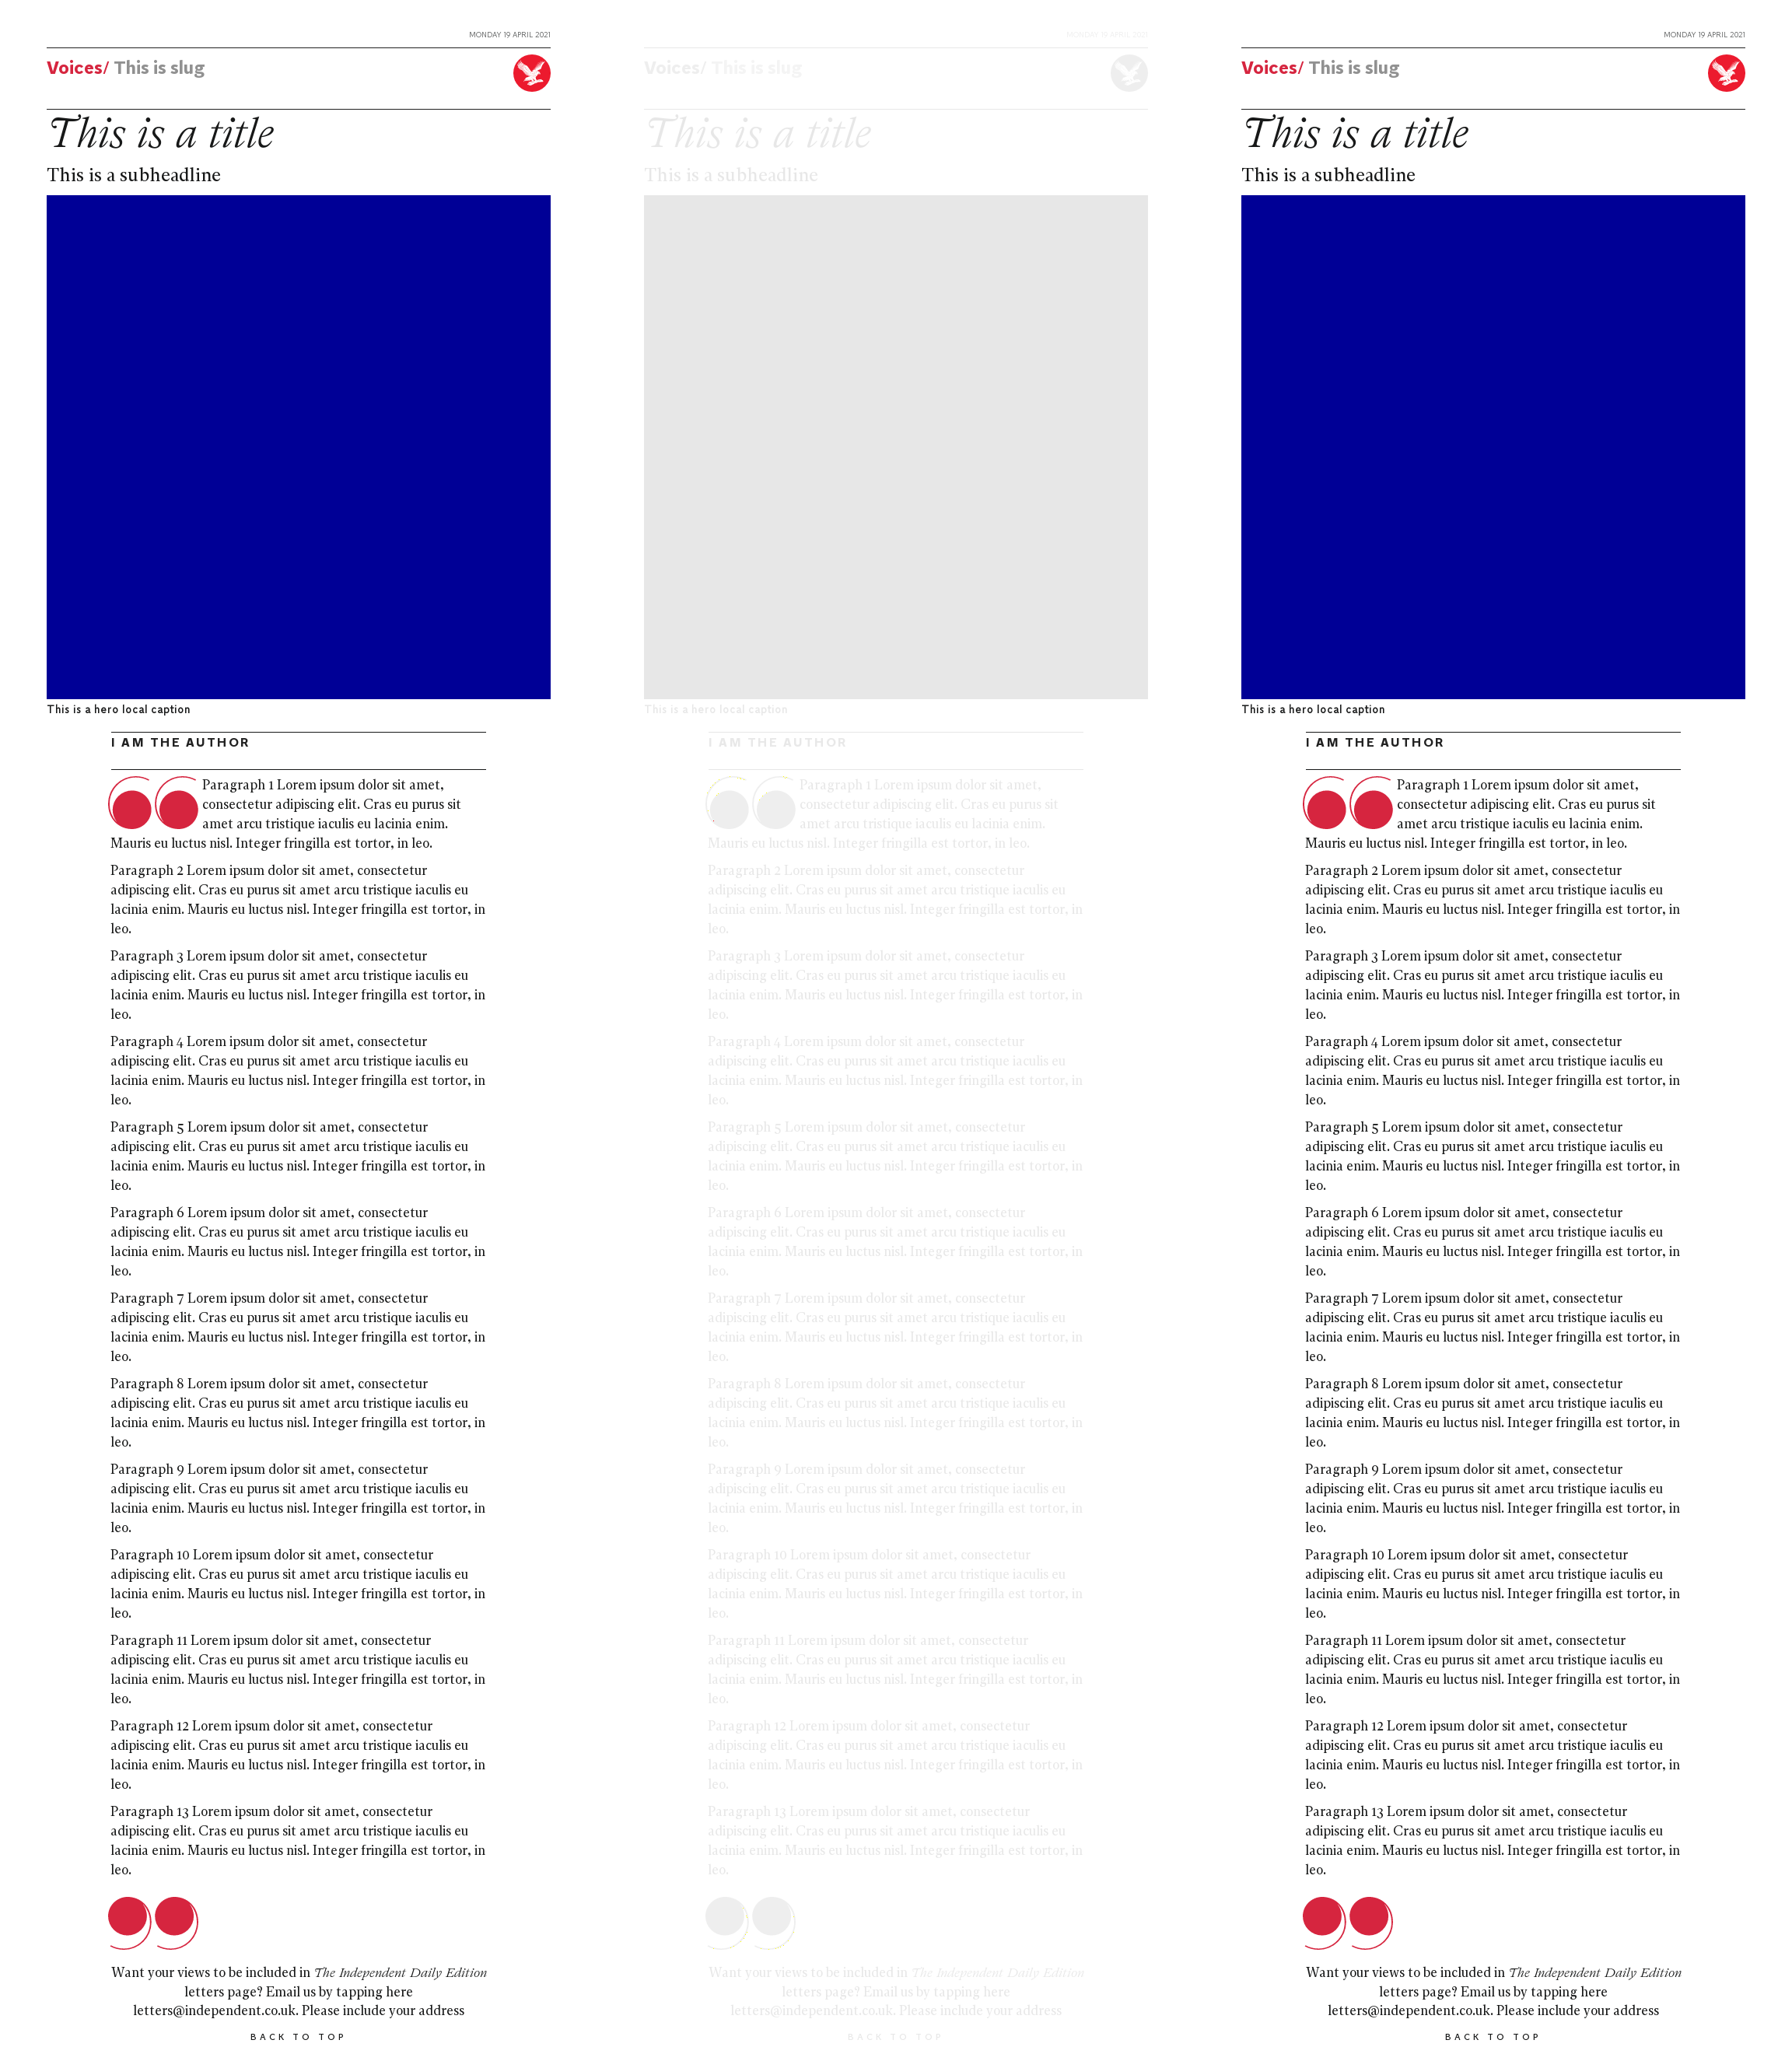 MONDAY 19 APRIL 2021
Voices/ This is slug
This is a title
This is a subheadline
This is a hero local caption
I AM THE AUTHOR
Paragraph 1 Lorem ipsum dolor sit amet,
consectetur adipiscing elit. Cras eu purus sit
amet arcu tristique iaculis eu lacinia enim.
Mauris eu luctus nisl. Integer fringilla est tortor, in leo.
Paragraph 2 Lorem ipsum dolor sit amet, consectetur
adipiscing elit. Cras eu purus sit amet arcu tristique iaculis eu
lacinia enim. Mauris eu luctus nisl. Integer fringilla est tortor, in
leo.
Paragraph 3 Lorem ipsum dolor sit amet, consectetur
adipiscing elit. Cras eu purus sit amet arcu tristique iaculis eu
lacinia enim. Mauris eu luctus nisl. Integer fringilla est tortor, in
leo.
Paragraph 4 Lorem ipsum dolor sit amet, consectetur
adipiscing elit. Cras eu purus sit amet arcu tristique iaculis eu
lacinia enim. Mauris eu luctus nisl. Integer fringilla est tortor, in
leo.
Paragraph 5 Lorem ipsum dolor sit amet, consectetur
adipiscing elit. Cras eu purus sit amet arcu tristique iaculis eu
lacinia enim. Mauris eu luctus nisl. Integer fringilla est tortor, in
leo.
Paragraph 6 Lorem ipsum dolor sit amet, consectetur
adipiscing elit. Cras eu purus sit amet arcu tristique iaculis eu
lacinia enim. Mauris eu luctus nisl. Integer fringilla est tortor, in
leo.
Paragraph 7 Lorem ipsum dolor sit amet, consectetur
adipiscing elit. Cras eu purus sit amet arcu tristique iaculis eu
lacinia enim. Mauris eu luctus nisl. Integer fringilla est tortor, in
leo.
Paragraph 8 Lorem ipsum dolor sit amet, consectetur
adipiscing elit. Cras eu purus sit amet arcu tristique iaculis eu
lacinia enim. Mauris eu luctus nisl. Integer fringilla est tortor, in
leo.
Paragraph 9 Lorem ipsum dolor sit amet, consectetur
adipiscing elit. Cras eu purus sit amet arcu tristique iaculis eu
lacinia enim. Mauris eu luctus nisl. Integer fringilla est tortor, in
leo.
Paragraph 10 Lorem ipsum dolor sit amet, consectetur
adipiscing elit. Cras eu purus sit amet arcu tristique iaculis eu
lacinia enim. Mauris eu luctus nisl. Integer fringilla est tortor, in
leo.
Paragraph 11 Lorem ipsum dolor sit amet, consectetur
adipiscing elit. Cras eu purus sit amet arcu tristique iaculis eu
lacinia enim. Mauris eu luctus nisl. Integer fringilla est tortor, in
leo.
Paragraph 12 Lorem ipsum dolor sit amet, consectetur
adipiscing elit. Cras eu purus sit amet arcu tristique iaculis eu
lacinia enim. Mauris eu luctus nisl. Integer fringilla est tortor, in
leo.
Paragraph 13 Lorem ipsum dolor sit amet, consectetur
adipiscing elit. Cras eu purus sit amet arcu tristique iaculis eu
lacinia enim. Mauris eu luctus nisl. Integer fringilla est tortor, in
leo.
Want your views to be included in The Independent Daily Edition
letters page? Email us by tapping here
letters@independent.co.uk. Please include your address
BACK TO TOP
MONDAY 19 APRIL 2021
Voices/ This is slug
This is a title
This is a subheadline
This is a hero local caption
I AM THE AUTHOR
Paragraph 1 Lorem ipsum dolor sit amet,
consectetur adipiscing elit. Cras eu purus sit
amet arcu tristique iaculis eu lacinia enim.
Mauris eu luctus nisl. Integer fringilla est tortor, in leo.
Paragraph 2 Lorem ipsum dolor sit amet, consectetur
adipiscing elit. Cras eu purus sit amet arcu tristique iaculis eu
lacinia enim. Mauris eu luctus nisl. Integer fringilla est tortor, in
leo.
Paragraph 3 Lorem ipsum dolor sit amet, consectetur
adipiscing elit. Cras eu purus sit amet arcu tristique iaculis eu
lacinia enim. Mauris eu luctus nisl. Integer fringilla est tortor, in
leo.
Paragraph 4 Lorem ipsum dolor sit amet, consectetur
adipiscing elit. Cras eu purus sit amet arcu tristique iaculis eu
lacinia enim. Mauris eu luctus nisl. Integer fringilla est tortor, in
leo.
Paragraph 5 Lorem ipsum dolor sit amet, consectetur
adipiscing elit. Cras eu purus sit amet arcu tristique iaculis eu
lacinia enim. Mauris eu luctus nisl. Integer fringilla est tortor, in
leo.
Paragraph 6 Lorem ipsum dolor sit amet, consectetur
adipiscing elit. Cras eu purus sit amet arcu tristique iaculis eu
lacinia enim. Mauris eu luctus nisl. Integer fringilla est tortor, in
leo.
Paragraph 7 Lorem ipsum dolor sit amet, consectetur
adipiscing elit. Cras eu purus sit amet arcu tristique iaculis eu
lacinia enim. Mauris eu luctus nisl. Integer fringilla est tortor, in
leo.
Paragraph 8 Lorem ipsum dolor sit amet, consectetur
adipiscing elit. Cras eu purus sit amet arcu tristique iaculis eu
lacinia enim. Mauris eu luctus nisl. Integer fringilla est tortor, in
leo.
Paragraph 9 Lorem ipsum dolor sit amet, consectetur
adipiscing elit. Cras eu purus sit amet arcu tristique iaculis eu
lacinia enim. Mauris eu luctus nisl. Integer fringilla est tortor, in
leo.
Paragraph 10 Lorem ipsum dolor sit amet, consectetur
adipiscing elit. Cras eu purus sit amet arcu tristique iaculis eu
lacinia enim. Mauris eu luctus nisl. Integer fringilla est tortor, in
leo.
Paragraph 11 Lorem ipsum dolor sit amet, consectetur
adipiscing elit. Cras eu purus sit amet arcu tristique iaculis eu
lacinia enim. Mauris eu luctus nisl. Integer fringilla est tortor, in
leo.
Paragraph 12 Lorem ipsum dolor sit amet, consectetur
adipiscing elit. Cras eu purus sit amet arcu tristique iaculis eu
lacinia enim. Mauris eu luctus nisl. Integer fringilla est tortor, in
leo.
Paragraph 13 Lorem ipsum dolor sit amet, consectetur
adipiscing elit. Cras eu purus sit amet arcu tristique iaculis eu
lacinia enim. Mauris eu luctus nisl. Integer fringilla est tortor, in
leo.
Want your views to be included in The Independent Daily Edition
letters page? Email us by tapping here
letters@independent.co.uk. Please include your address
BACK TO TOP
MONDAY 19 APRIL 2021
Voices/ This is slug
This is a title
This is a subheadline
This is a hero local caption
I AM THE AUTHOR
Paragraph 1 Lorem ipsum dolor sit amet,
consectetur adipiscing elit. Cras eu purus sit
amet arcu tristique iaculis eu lacinia enim.
Mauris eu luctus nisl. Integer fringilla est tortor, in leo.
Paragraph 2 Lorem ipsum dolor sit amet, consectetur
adipiscing elit. Cras eu purus sit amet arcu tristique iaculis eu
lacinia enim. Mauris eu luctus nisl. Integer fringilla est tortor, in
leo.
Paragraph 3 Lorem ipsum dolor sit amet, consectetur
adipiscing elit. Cras eu purus sit amet arcu tristique iaculis eu
lacinia enim. Mauris eu luctus nisl. Integer fringilla est tortor, in
leo.
Paragraph 4 Lorem ipsum dolor sit amet, consectetur
adipiscing elit. Cras eu purus sit amet arcu tristique iaculis eu
lacinia enim. Mauris eu luctus nisl. Integer fringilla est tortor, in
leo.
Paragraph 5 Lorem ipsum dolor sit amet, consectetur
adipiscing elit. Cras eu purus sit amet arcu tristique iaculis eu
lacinia enim. Mauris eu luctus nisl. Integer fringilla est tortor, in
leo.
Paragraph 6 Lorem ipsum dolor sit amet, consectetur
adipiscing elit. Cras eu purus sit amet arcu tristique iaculis eu
lacinia enim. Mauris eu luctus nisl. Integer fringilla est tortor, in
leo.
Paragraph 7 Lorem ipsum dolor sit amet, consectetur
adipiscing elit. Cras eu purus sit amet arcu tristique iaculis eu
lacinia enim. Mauris eu luctus nisl. Integer fringilla est tortor, in
leo.
Paragraph 8 Lorem ipsum dolor sit amet, consectetur
adipiscing elit. Cras eu purus sit amet arcu tristique iaculis eu
lacinia enim. Mauris eu luctus nisl. Integer fringilla est tortor, in
leo.
Paragraph 9 Lorem ipsum dolor sit amet, consectetur
adipiscing elit. Cras eu purus sit amet arcu tristique iaculis eu
lacinia enim. Mauris eu luctus nisl. Integer fringilla est tortor, in
leo.
Paragraph 10 Lorem ipsum dolor sit amet, consectetur
adipiscing elit. Cras eu purus sit amet arcu tristique iaculis eu
lacinia enim. Mauris eu luctus nisl. Integer fringilla est tortor, in
leo.
Paragraph 11 Lorem ipsum dolor sit amet, consectetur
adipiscing elit. Cras eu purus sit amet arcu tristique iaculis eu
lacinia enim. Mauris eu luctus nisl. Integer fringilla est tortor, in
leo.
Paragraph 12 Lorem ipsum dolor sit amet, consectetur
adipiscing elit. Cras eu purus sit amet arcu tristique iaculis eu
lacinia enim. Mauris eu luctus nisl. Integer fringilla est tortor, in
leo.
Paragraph 13 Lorem ipsum dolor sit amet, consectetur
adipiscing elit. Cras eu purus sit amet arcu tristique iaculis eu
lacinia enim. Mauris eu luctus nisl. Integer fringilla est tortor, in
leo.
Want your views to be included in The Independent Daily Edition
letters page? Email us by tapping here
letters@independent.co.uk. Please include your address
BACK TO TOP